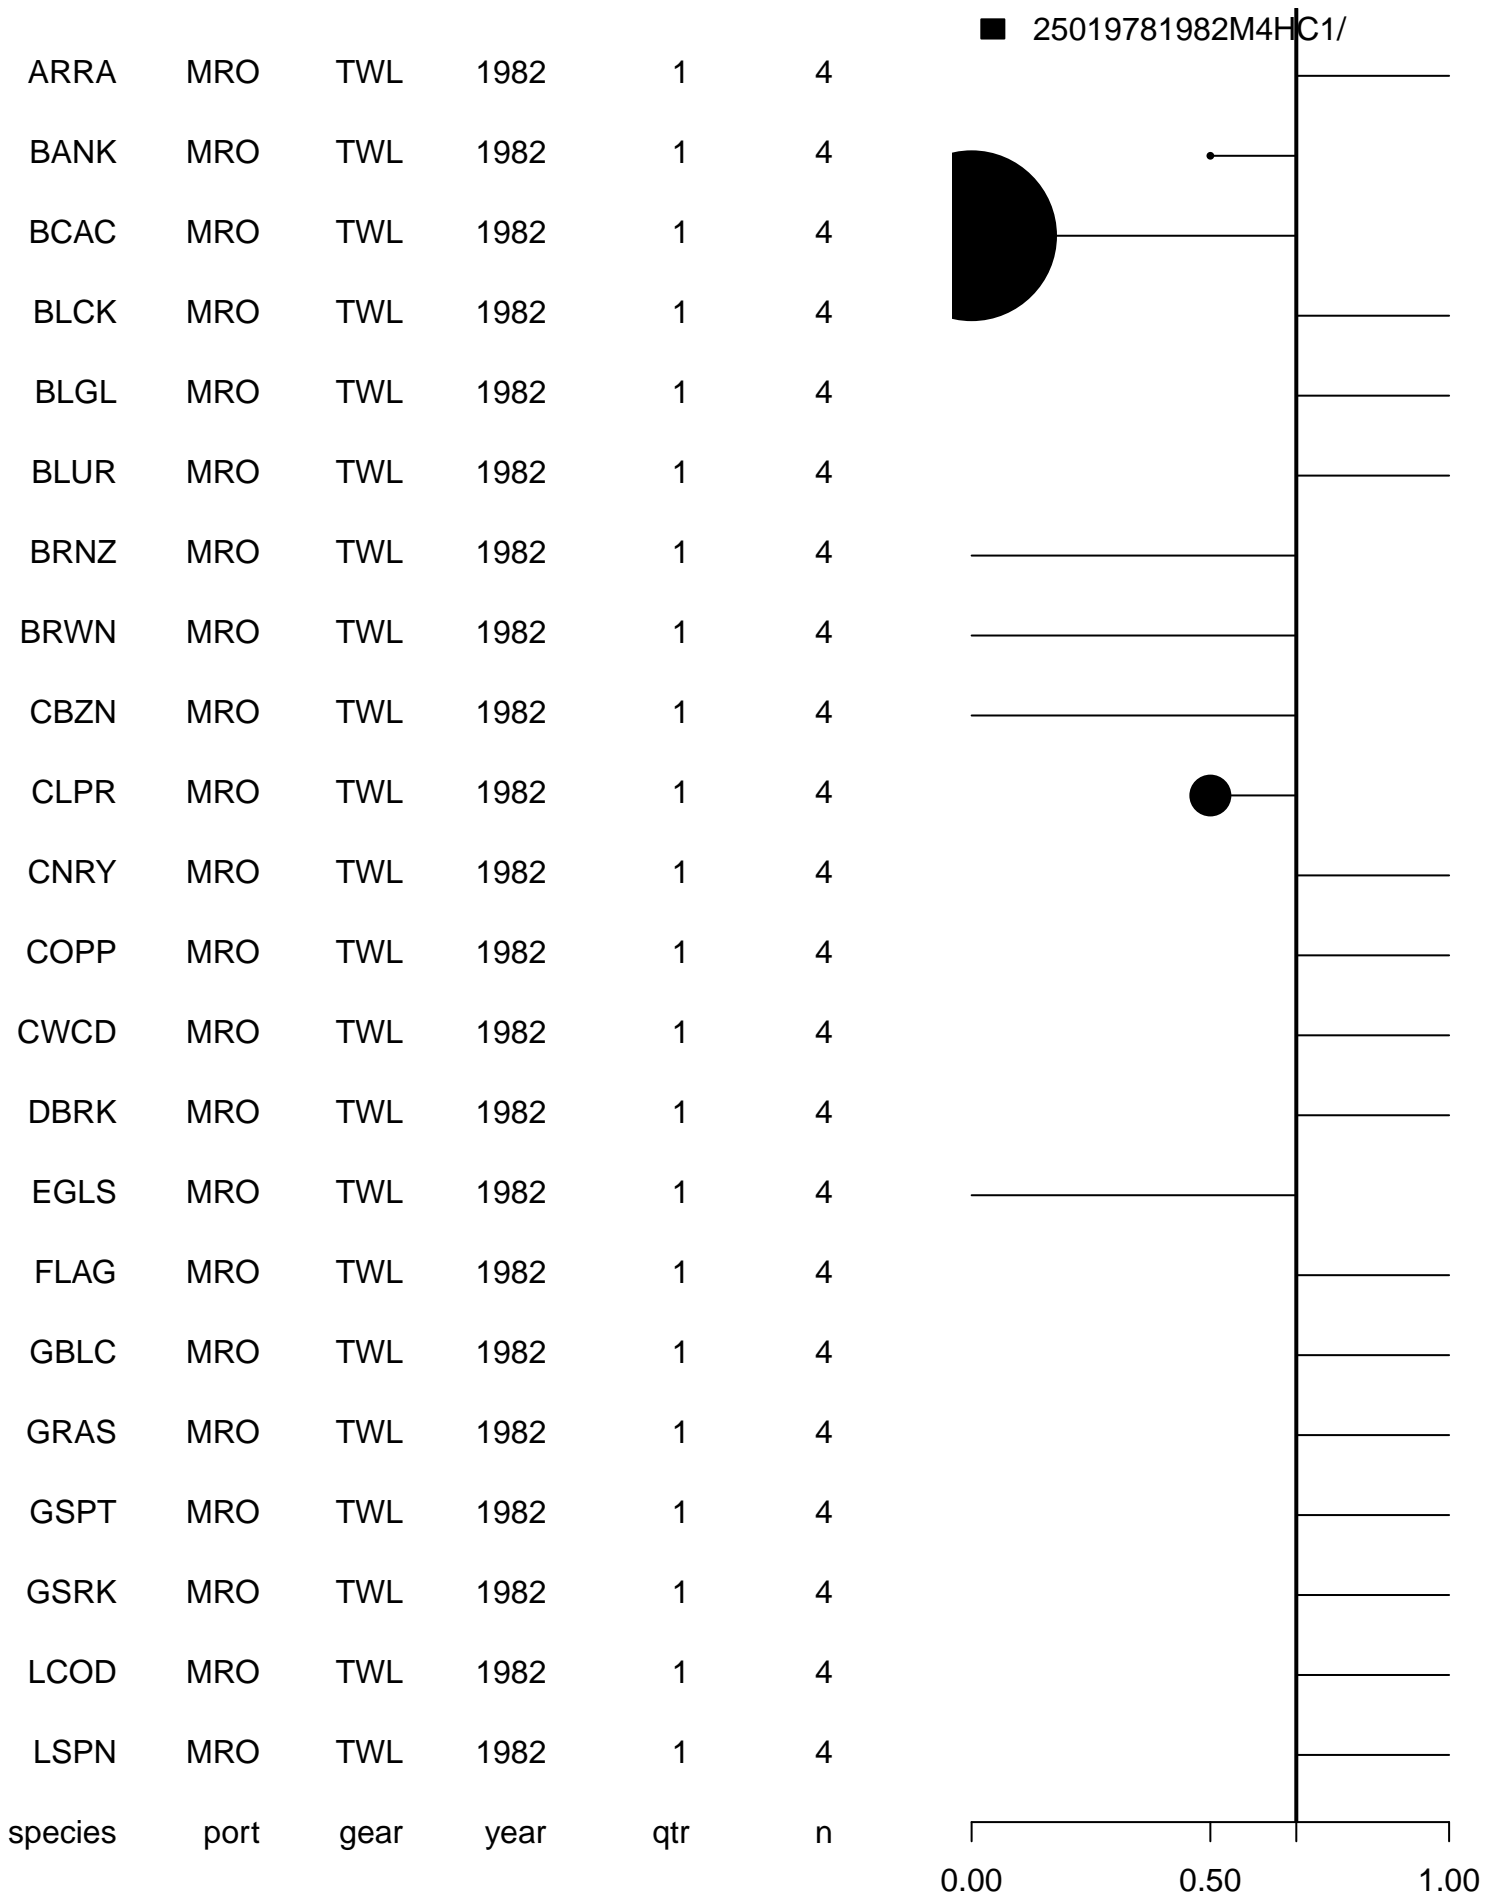 25019781982M4HC1/
ARRA MRO TWL 1982 1 4
BANK MRO TWL 1982 1 4
BCAC MRO TWL 1982 1 4
BLCK MRO TWL 1982 1 4
BLGL MRO TWL 1982 1 4
BLUR MRO TWL 1982 1 4
BRNZ MRO TWL 1982 1 4
BRWN MRO TWL 1982 1 4
CBZN MRO TWL 1982 1 4
CLPR MRO TWL 1982 1 4
CNRY MRO TWL 1982 1 4
COPP MRO TWL 1982 1 4
CWCD MRO TWL 1982 1 4
DBRK MRO TWL 1982 1 4
EGLS MRO TWL 1982 1 4
FLAG MRO TWL 1982 1 4
GBLC MRO TWL 1982 1 4
GRAS MRO TWL 1982 1 4
GSPT MRO TWL 1982 1 4
GSRK MRO TWL 1982 1 4
LCOD MRO TWL 1982 1 4
LSPN MRO TWL 1982 1 4
species port gear year qtr n
0.00 0.50 1.00